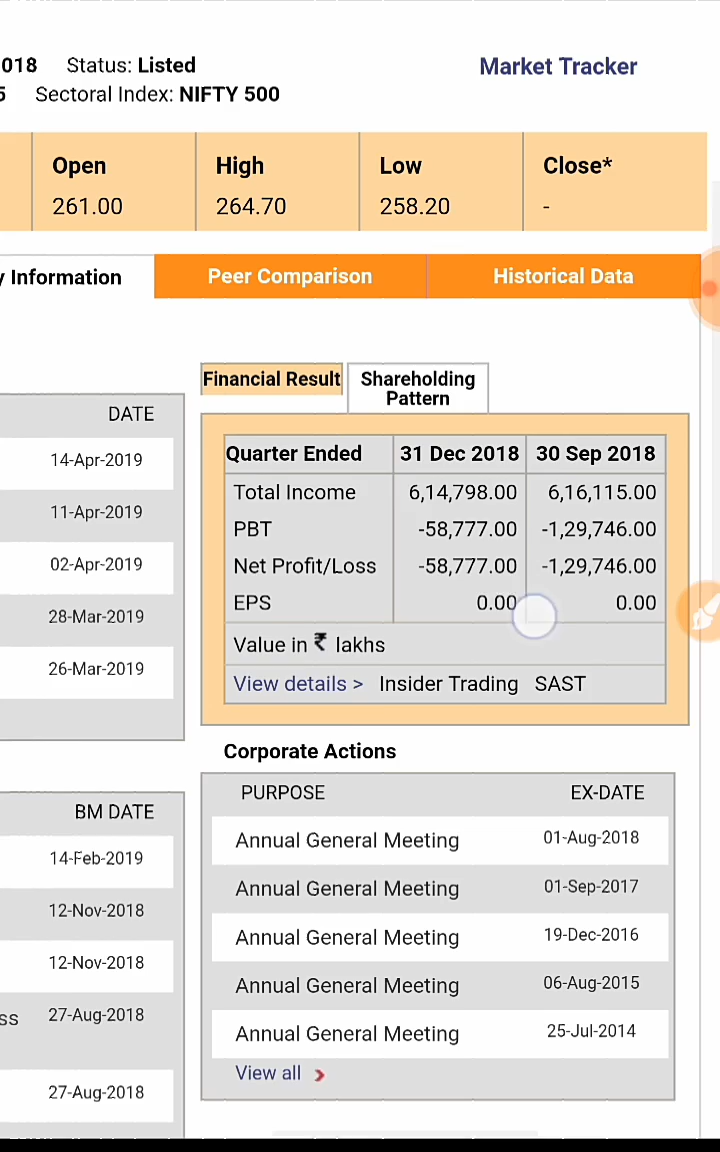 018 Status: Listed
Market Tracker
5 Sectoral Index: NIFTY 500
Open High Low Close*
261.00 264.70 258.20 -
y Information Peer Comparison Historical Data
DATE
14-Apr-2019
11-Apr-2019
02-Apr-2019
28-Mar-2019
26-Mar-2019
Financial Result
Shareholding
Pattern
Quarter Ended 31 Dec 2018 30 Sep 2018
Total Income 6,14,798.00 6,16,115.00
PBT -58,777.00 -1,29,746.00
Net Profit/Loss -58,777.00 -1,29,746.00
EPS 0.00 0.00
Value in ₹ lakhs
View details > Insider Trading SAST
BM DATE
14-Feb-2019
12-Nov-2018
12-Nov-2018
ss 27-Aug-2018
27-Aug-2018
Corporate Actions
PURPOSE EX-DATE
Annual General Meeting 01-Aug-2018
Annual General Meeting 01-Sep-2017
Annual General Meeting 19-Dec-2016
Annual General Meeting 06-Aug-2015
Annual General Meeting 25-Jul-2014
View all